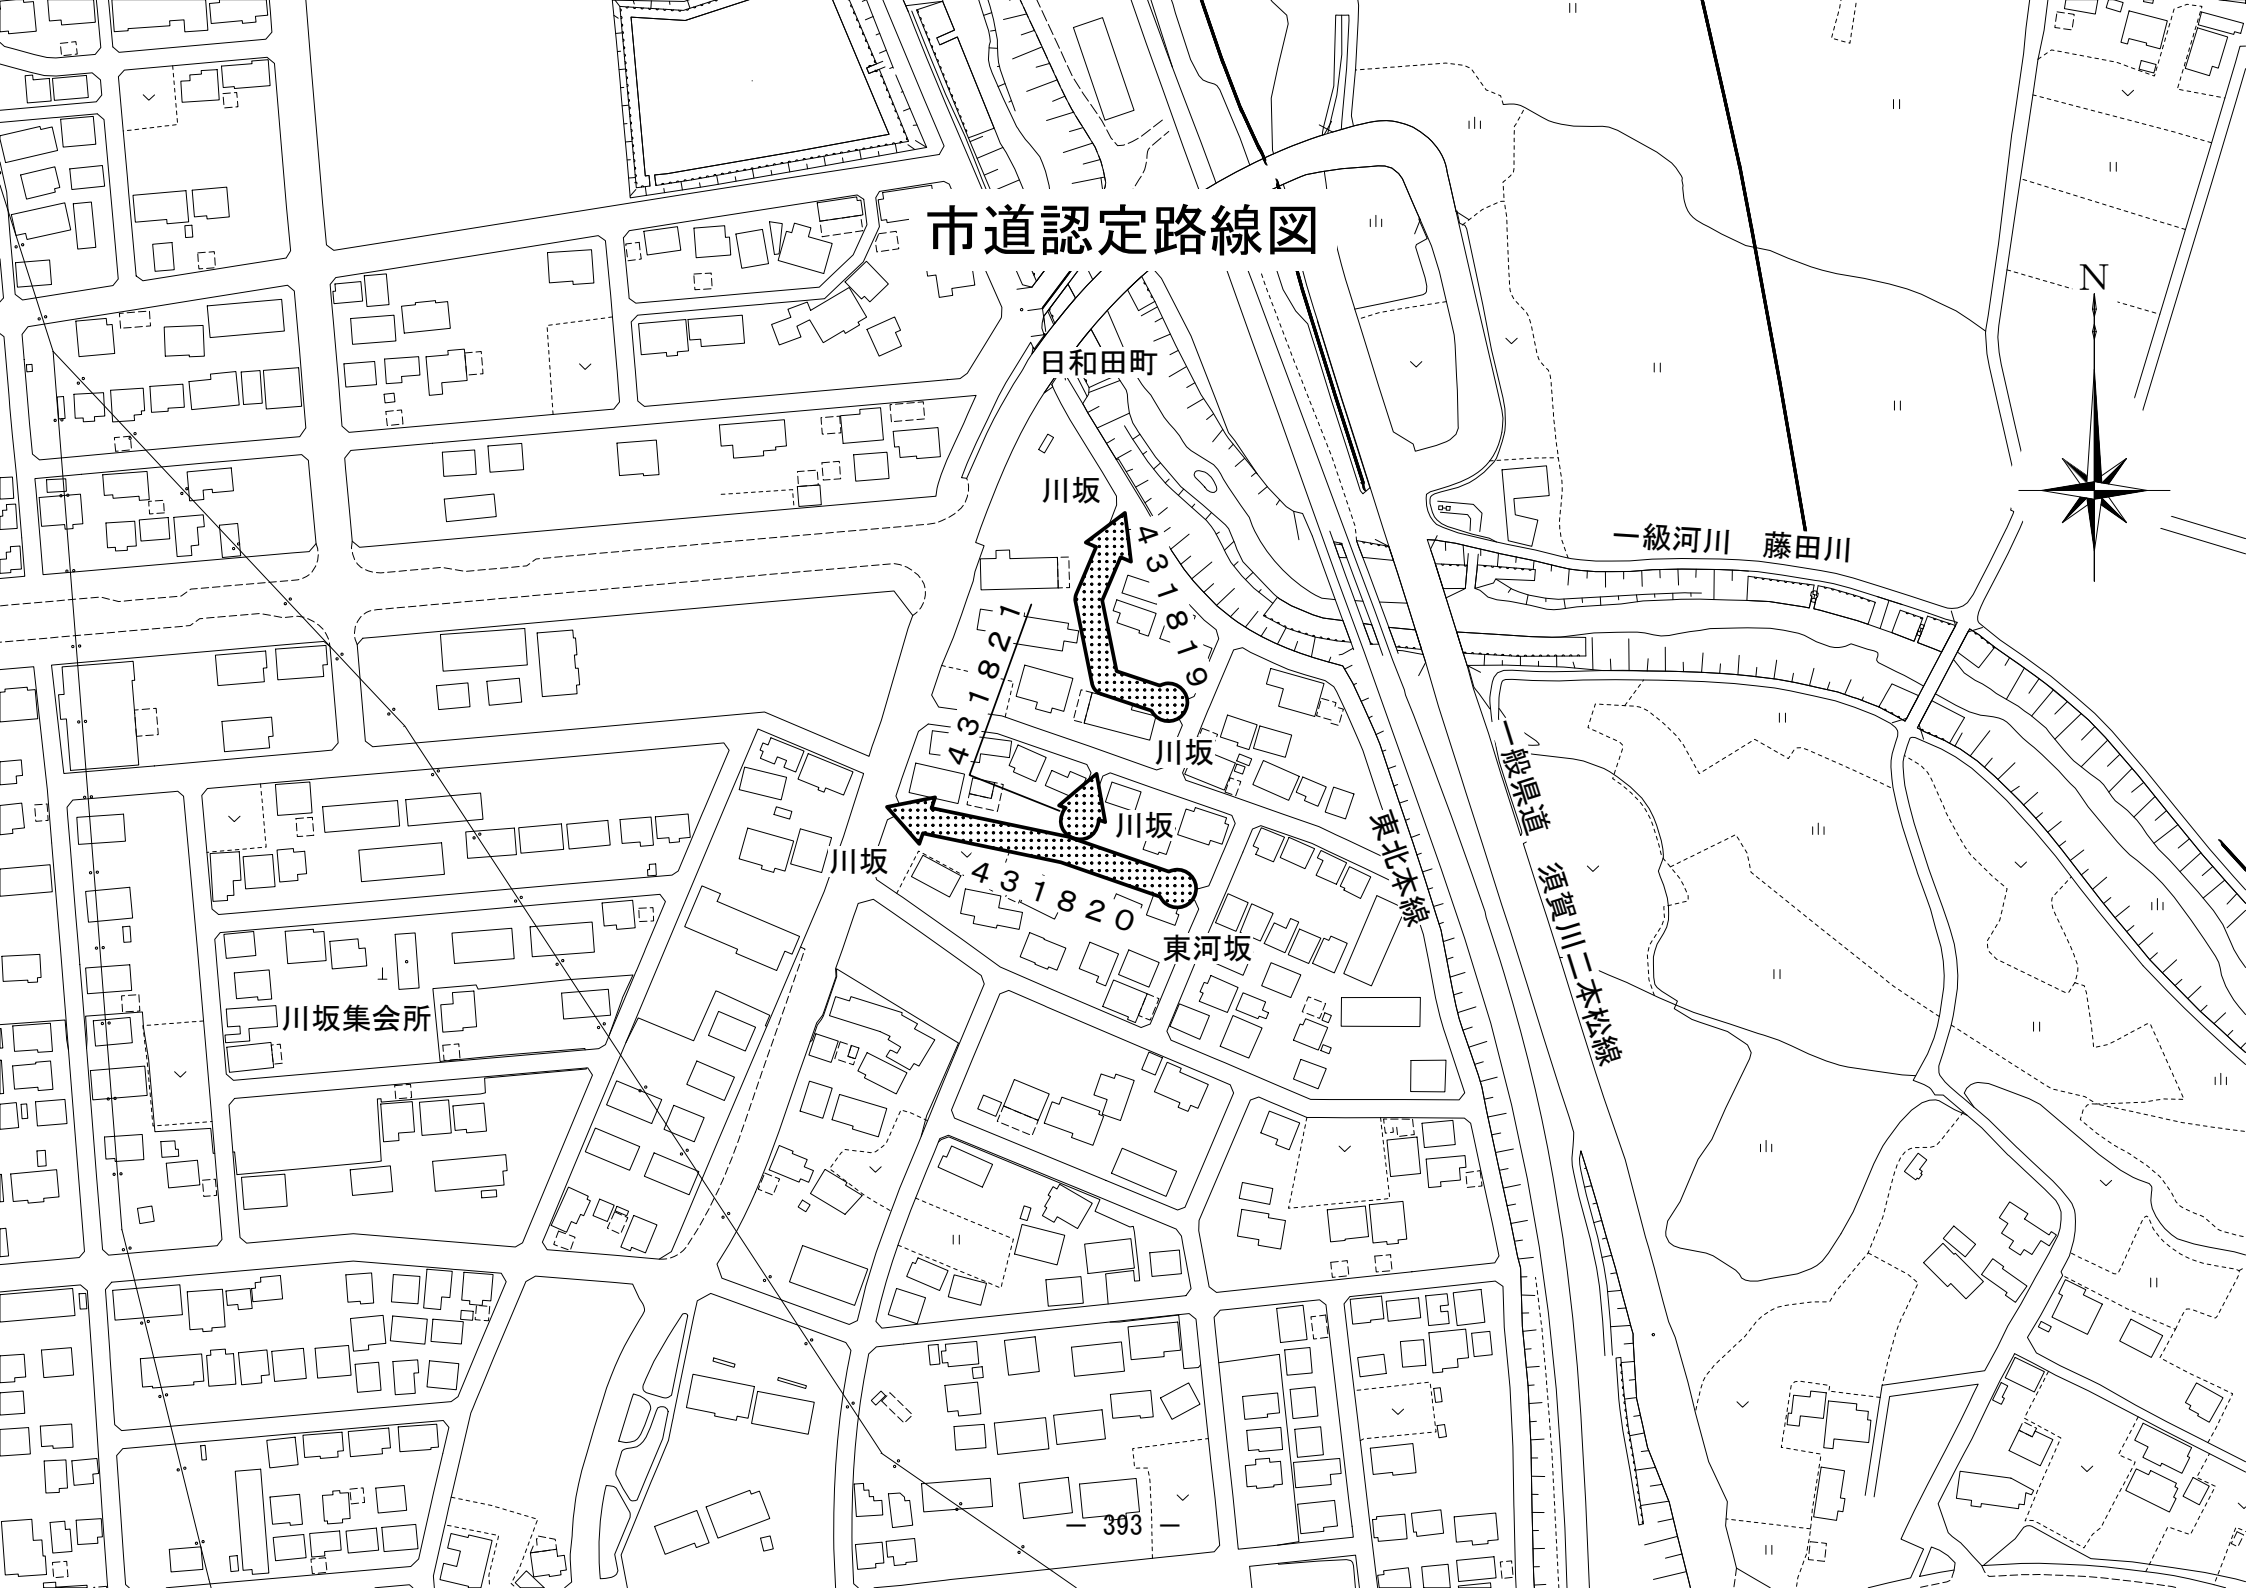 市道認定路線図
N
日和田町
川坂
431819
一級河川　藤田川
431821
川坂
一般県道　須賀川二本松線
川坂
東北本線
川坂
431820
東河坂
川坂集会所
― 393 ―